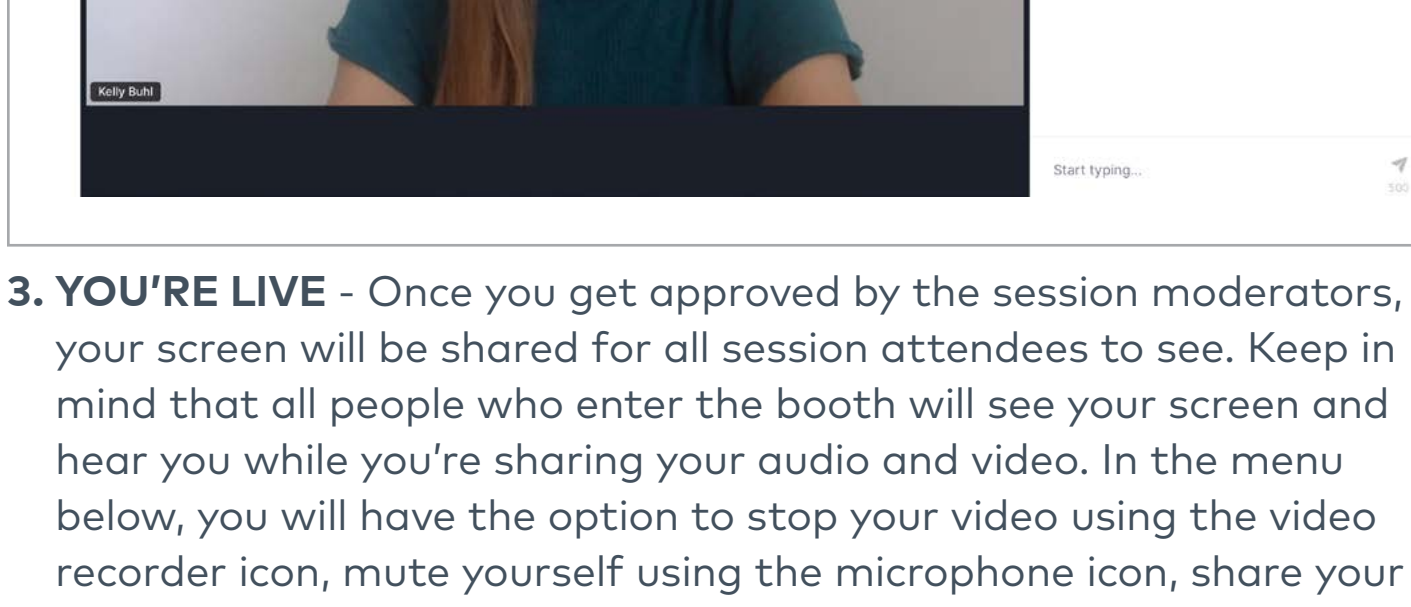 Kelly Buhl
Start typing...
500
3. YOU'RE LIVE - Once you get approved by the session moderators,
your screen will be shared for all session attendees to see. Keep in
mind that all people who enter the booth will see your screen and
hear you while you're sharing your audio and video. In the menu
below, you will have the option to stop your video using the video
recorder icon, mute yourself using the microphone icon, share your